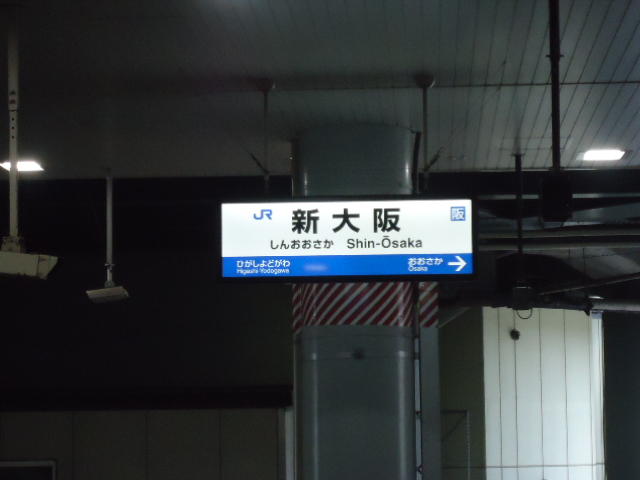 JR 新大阪 阪
しんおおさか Shin-Ōsaka
ひがしよどがわ おおさか →
Higashi-Yodogawa Ōsaka